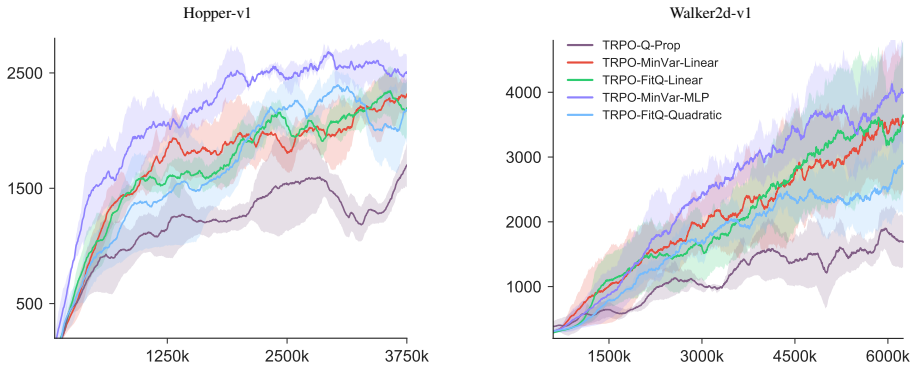 Hopper-v1
2500
1500
500
1250k 2500k 3750k
Walker2d-v1
TRPO-Q-Prop
TRPO-MinVar-Linear
TRPO-FitQ-Linear
TRPO-MinVar-MLP
TRPO-FitQ-Quadratic
4000
3000
2000
1000
1500k 3000k 4500k 6000k